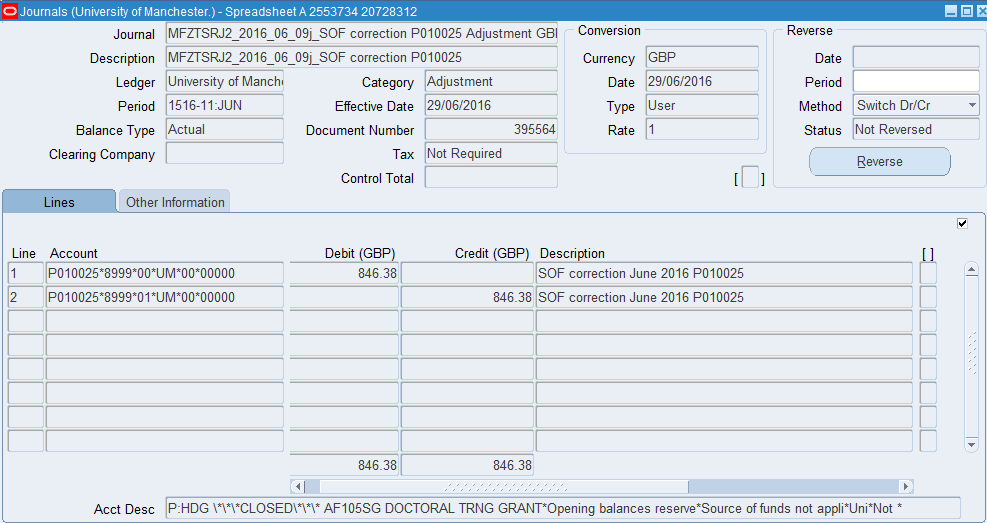 Journals (University of Manchester.) - Spreadsheet A 2553734 20728312
Journal MFZTSRJ2_2016_06_09j_SOF correction P010025 Adjustment GB
Description MFZTSRJ2_2016_06_09j_SOF correction P010025
Ledger University of Manch
Category Adjustment
Period 1516-11:JUN
Effective Date 29/06/2016
Balance Type Actual
Document Number 395564
Clearing Company
Tax Not Required
Control Total
Conversion
Currency GBP
Date 29/06/2016
Type User
Rate 1
[ ]
Reverse
Date
Period
Method Switch Dr/Cr
Status Not Reversed
Reverse
Lines Other Information
Line Account Debit (GBP) Credit (GBP) Description [ ]
1 P010025*8999*00*UM*00*00000 846.38 SOF correction June 2016 P010025
2 P010025*8999*01*UM*00*00000 846.38 SOF correction June 2016 P010025
846.38 846.38
Acct Desc P:HDG \*\*\*CLOSED\*\*\* AF105SG DOCTORAL TRNG GRANT*Opening balances reserve*Source of funds not appli*Uni*Not *